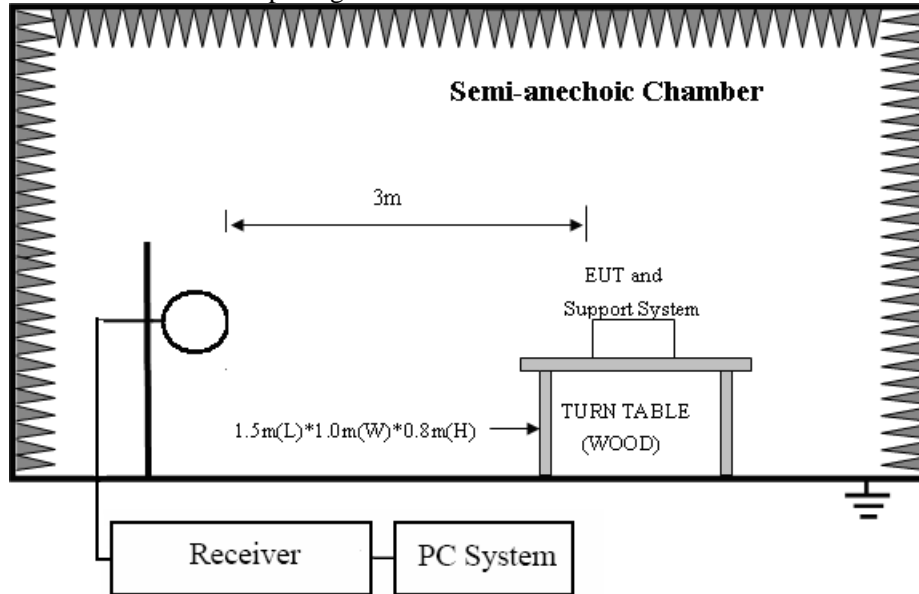 Semi-anechoic Chamber
3m
EUT and
Support System
1.5m(L)*1.0m(W)*0.8m(H)
TURN TABLE
(WOOD)
Receiver
PC System